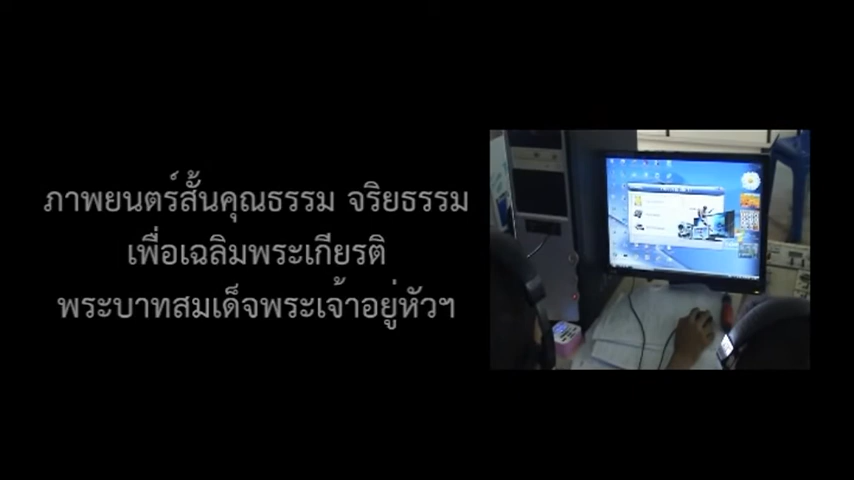 ภาพยนตร์สั้นคุณธรรม จริยธรรม
เพื่อเฉลิมพระเกียรติ
พระบาทสมเด็จพระเจ้าอยู่หัวฯ